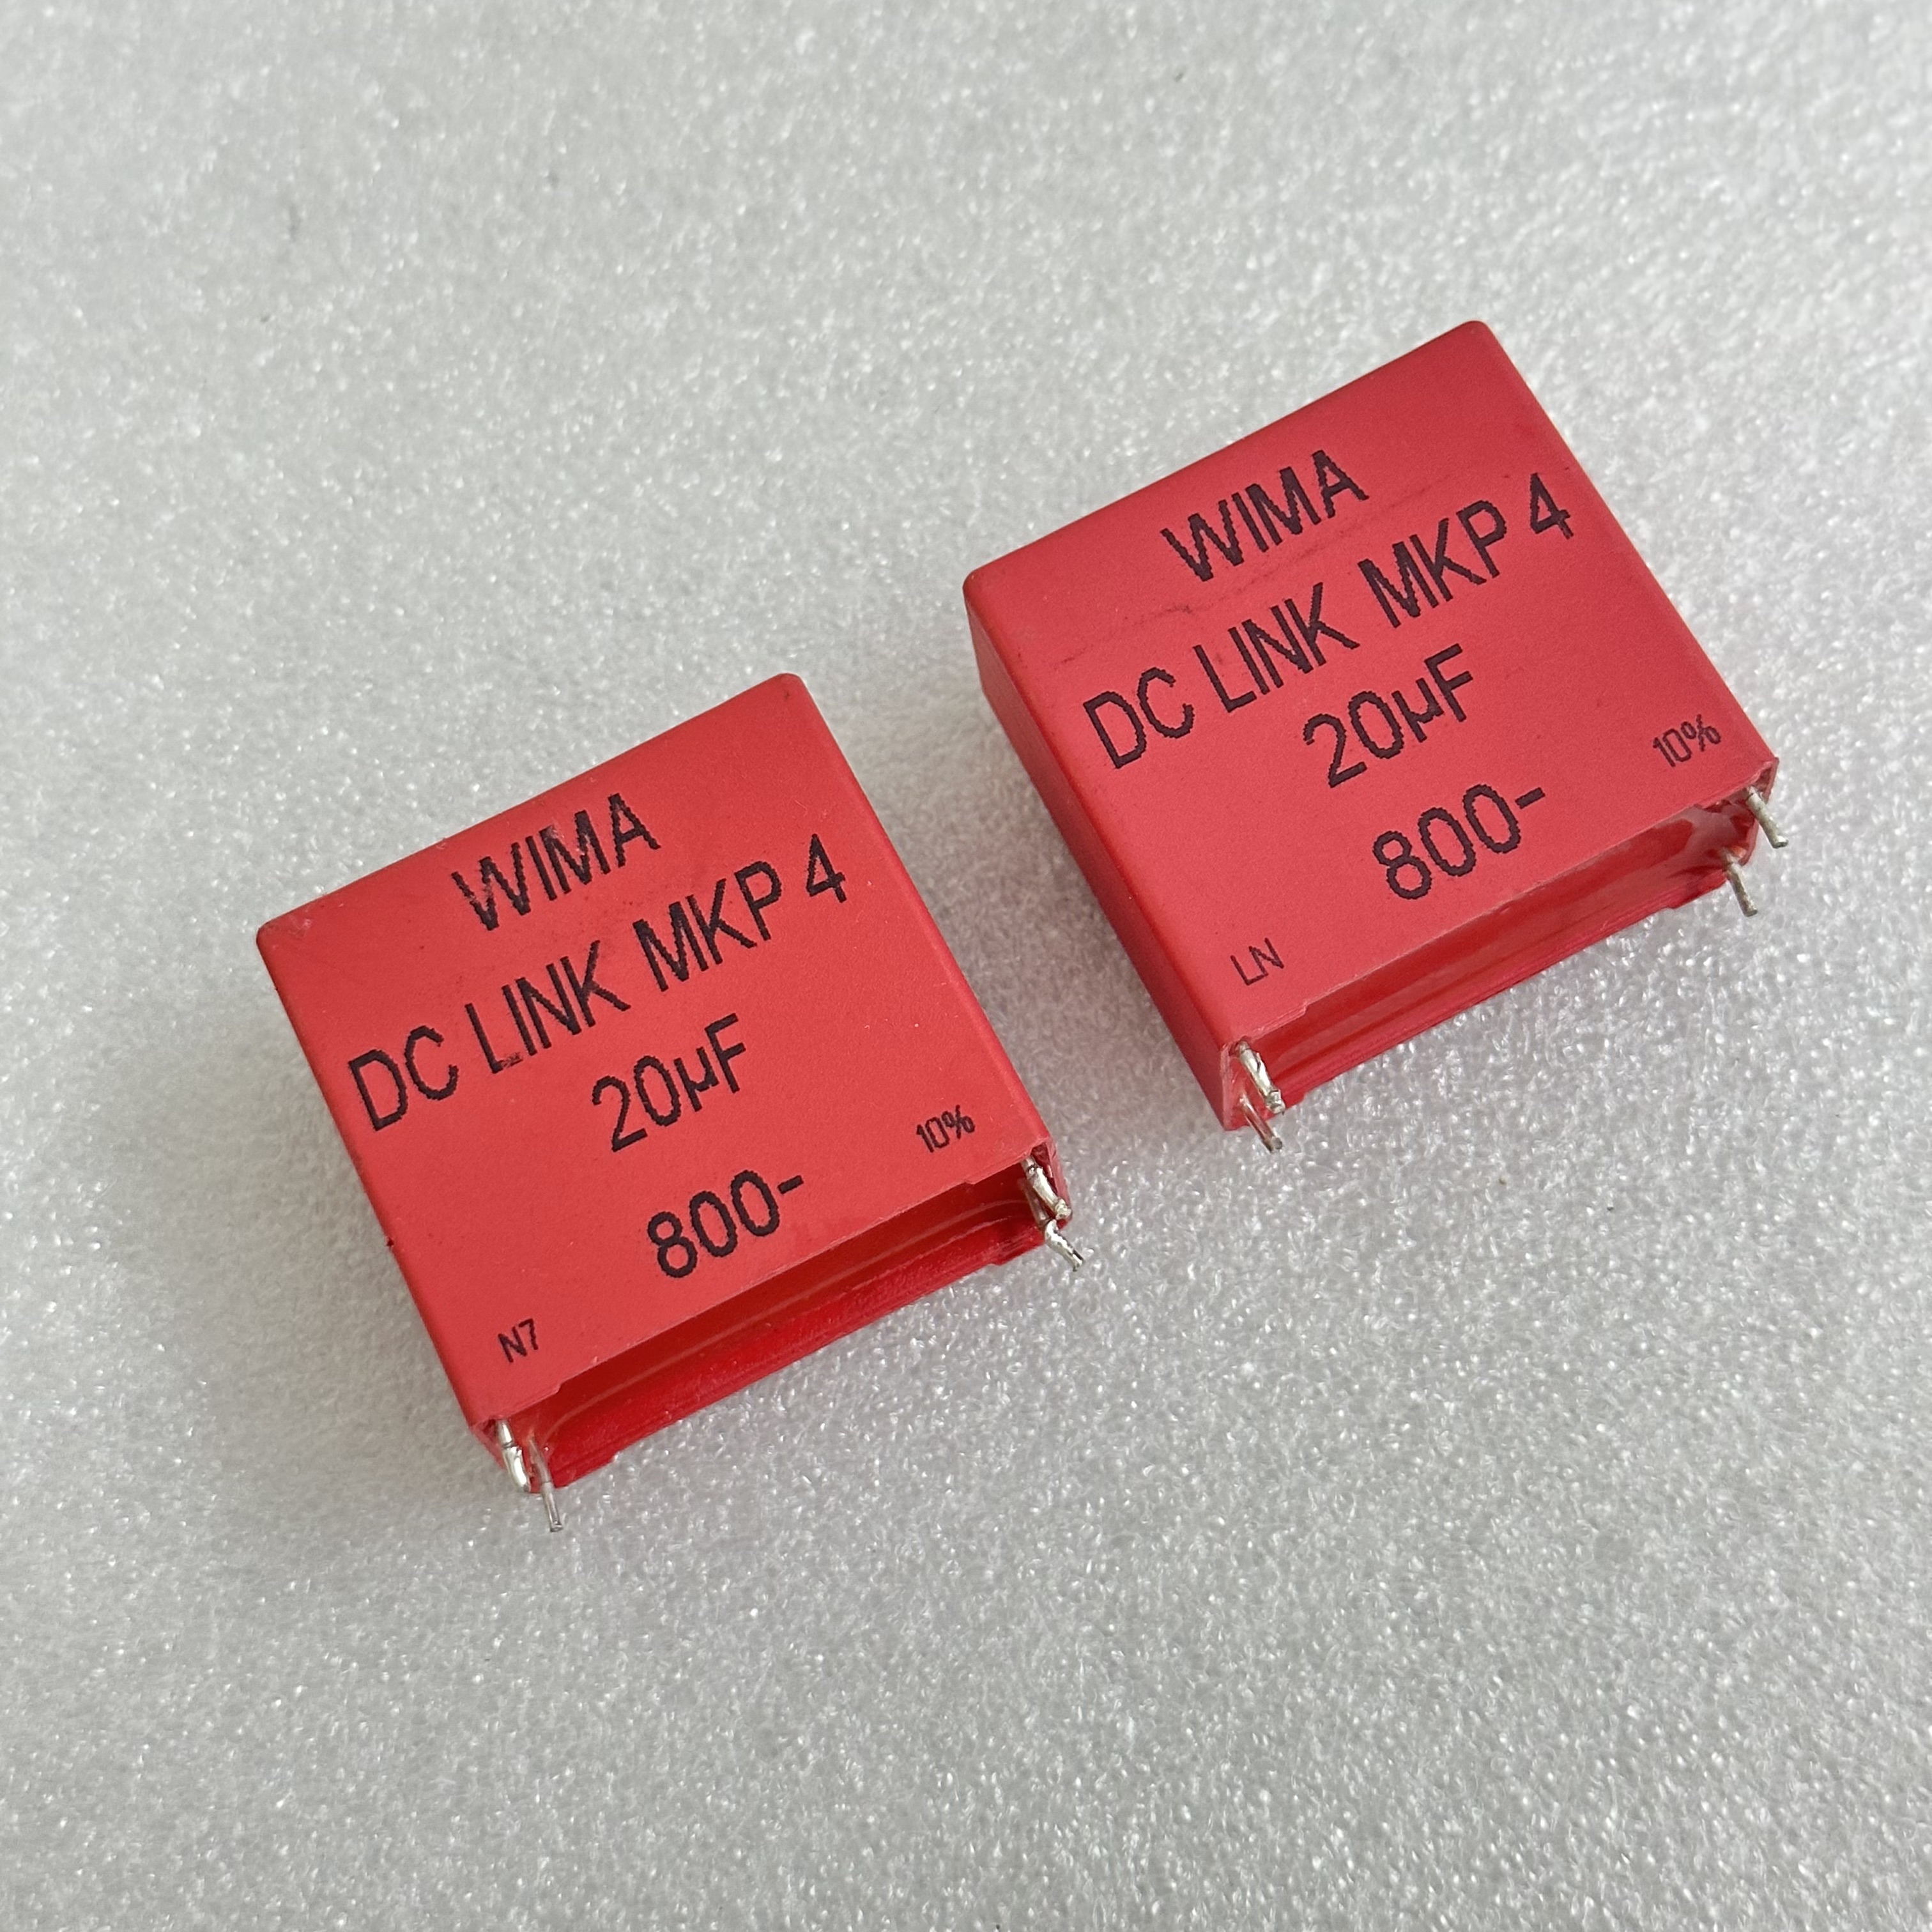 WIMA
DC LINK MKP 4
20µF
10%
800-
N7
WIMA
DC LINK MKP 4
20µF
10%
800-
LN